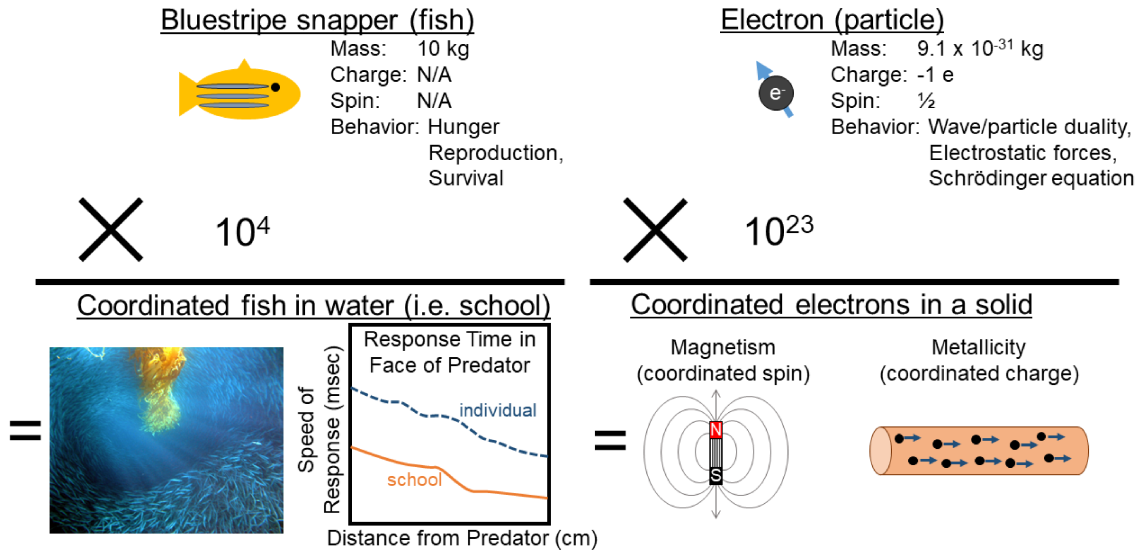 Bluestripe snapper (fish)
Mass: 10 kg
Charge: N/A
Spin: N/A
Behavior: Hunger
Reproduction,
Survival
10⁴
Coordinated fish in water (i.e. school)
Response Time in
Face of Predator
Speed of
Response (msec)
individual
school
Distance from Predator (cm)
=
Electron (particle)
e⁻
Mass: 9.1 x 10⁻³¹ kg
Charge: -1 e
Spin: ½
Behavior: Wave/particle duality,
Electrostatic forces,
Schrödinger equation
10²³
Coordinated electrons in a solid
=
Magnetism
(coordinated spin)
N
S
Metallicity
(coordinated charge)